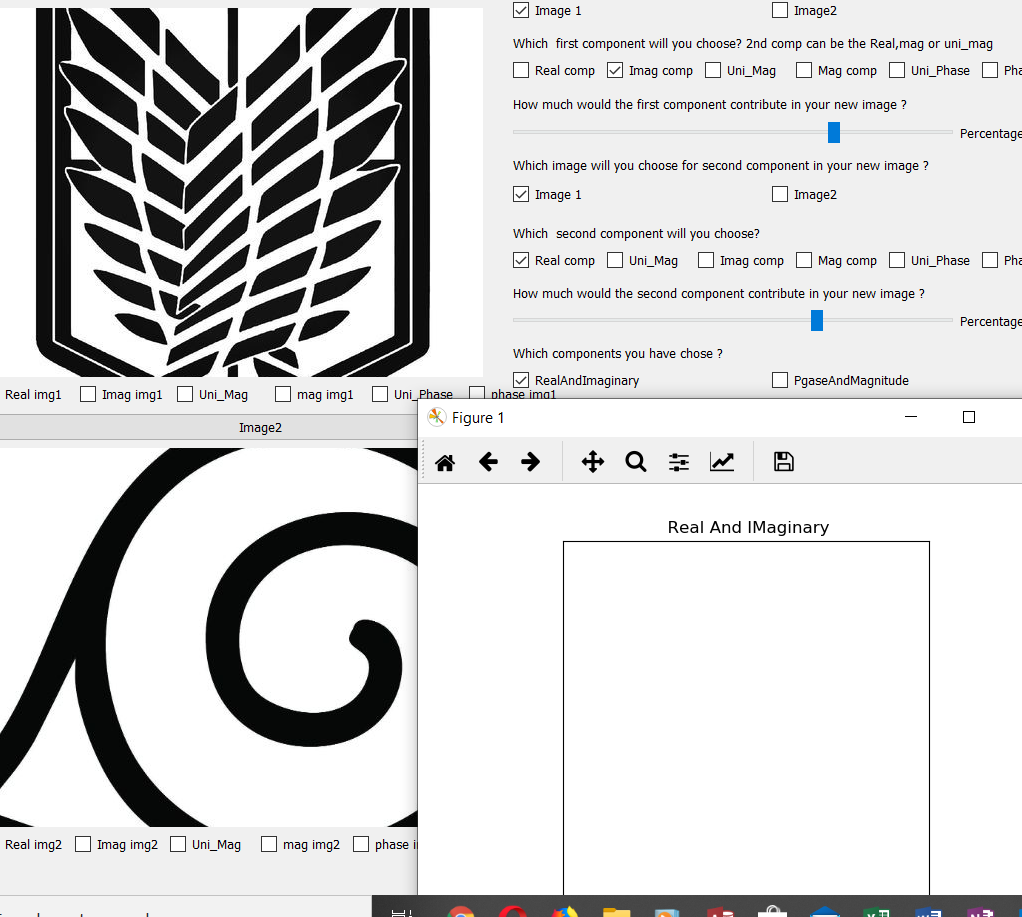 Image 1 Image2
Which first component will you choose? 2nd comp can be the Real,mag or uni_mag
Real comp Imag comp Uni_Mag Mag comp Uni_Phase Pha
How much would the first component contribute in your new image ?
Percentage
Which image will you choose for second component in your new image ?
Image 1 Image2
Which second component will you choose?
Real comp Uni_Mag Imag comp Mag comp Uni_Phase Pha
How much would the second component contribute in your new image ?
Percentage
Which components you have chose ?
RealAndImaginary PgaseAndMagnitude
Real img1 Imag img1 Uni_Mag mag img1 Uni_Phase phase img1
Image2
Figure 1
Real And IMaginary
Real img2 Imag img2 Uni_Mag mag img2 phase i